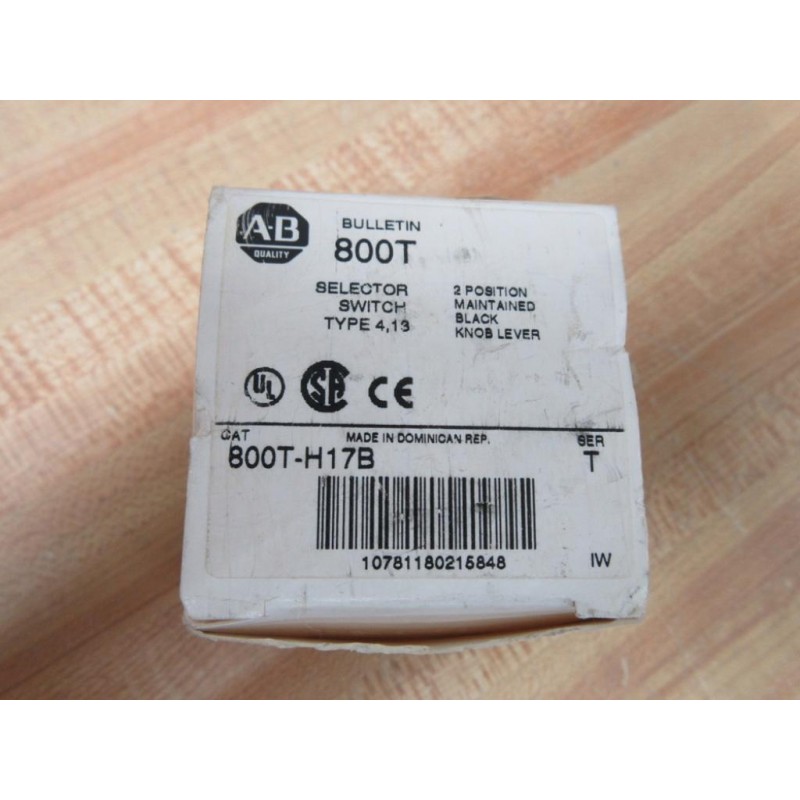 A-B
QUALITY
BULLETIN
800T
SELECTOR
SWITCH
TYPE 4,13
2 POSITION
MAINTAINED
BLACK
KNOB LEVER
UL
SA
CE
CAT
MADE IN DOMINICAN REP.
SER
800T-H17B
T
10781180215848
IW